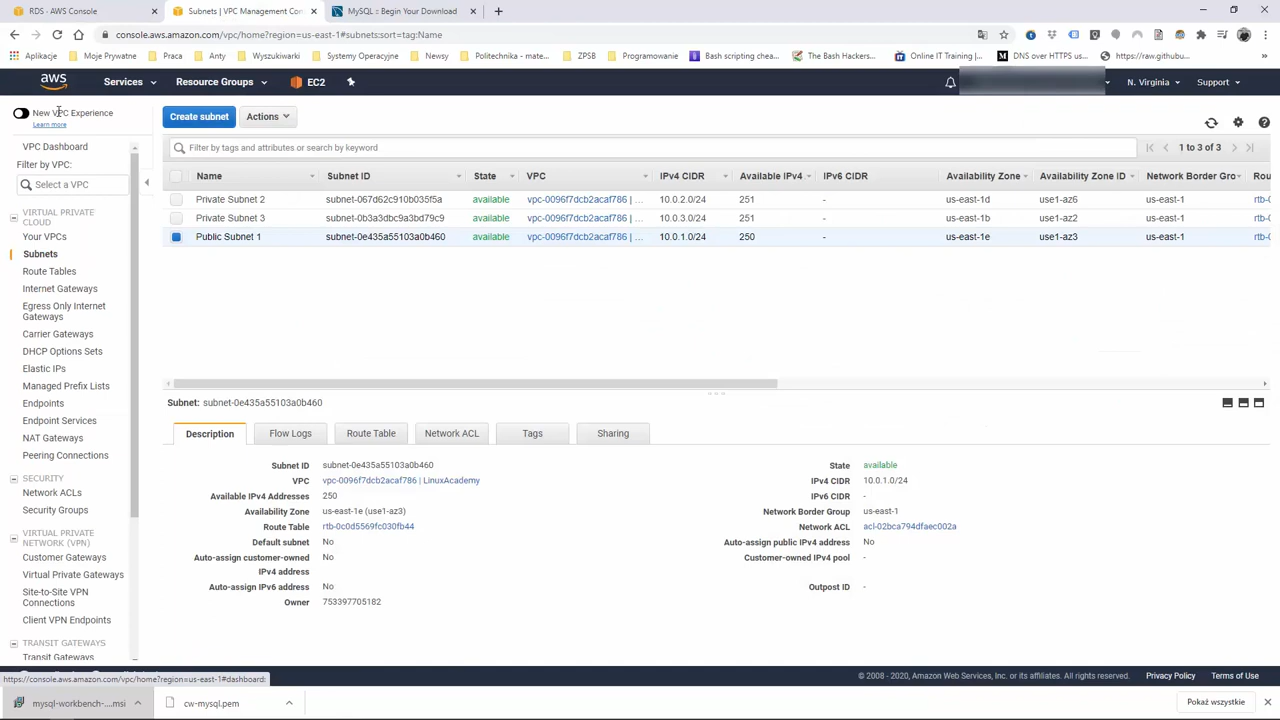 RDS - AWS Console
Subnets | VPC Management Con
MySQL :: Begin Your Download
console.aws.amazon.com/vpc/home?region=us-east-1#subnets:sort=tag:Name
Aplikacje
Moje Prywatne
Praca
Anty
Wyszukiwarki
Systemy Operacyjne
Newsy
Politechnika - mate...
ZPSB
Programowanie
Bash scripting chea...
The Bash Hackers...
Online IT Training |...
DNS over HTTPS us...
https://raw.githubu...
aws
Services
Resource Groups
EC2
N. Virginia
Support
New VPC Experience
Learn more
Create subnet
Actions
VPC Dashboard
Filter by VPC:
Select a VPC
Filter by tags and attributes or search by keyword
1 to 3 of 3
Name
Subnet ID
State
VPC
IPv4 CIDR
Available IPv4
IPv6 CIDR
Availability Zone
Availability Zone ID
Network Border Gro
Rou
Private Subnet 2 subnet-067d62c910b035f5a available vpc-0096f7dcb2acaf786 | ... 10.0.2.0/24 251 - us-east-1d use1-az6 us-east-1 rtb-0
Private Subnet 3 subnet-0b3a3dbc9a3bd79c9 available vpc-0096f7dcb2acaf786 | ... 10.0.3.0/24 251 - us-east-1b use1-az2 us-east-1 rtb-0
Public Subnet 1 subnet-0e435a55103a0b460 available vpc-0096f7dcb2acaf786 | ... 10.0.1.0/24 250 - us-east-1e use1-az3 us-east-1 rtb-0
VIRTUAL PRIVATE
CLOUD
Your VPCs
Subnets
Route Tables
Internet Gateways
Egress Only Internet
Gateways
Carrier Gateways
DHCP Options Sets
Elastic IPs
Managed Prefix Lists
Endpoints
Endpoint Services
NAT Gateways
Peering Connections
SECURITY
Network ACLs
Security Groups
VIRTUAL PRIVATE
NETWORK (VPN)
Customer Gateways
Virtual Private Gateways
Site-to-Site VPN
Connections
Client VPN Endpoints
TRANSIT GATEWAYS
Transit Gateways
Subnet: subnet-0e435a55103a0b460
Description
Flow Logs
Route Table
Network ACL
Tags
Sharing
Subnet ID subnet-0e435a55103a0b460
VPC vpc-0096f7dcb2acaf786 | LinuxAcademy
Available IPv4 Addresses 250
Availability Zone us-east-1e (use1-az3)
Route Table rtb-0c0d5569fc030fb44
Default subnet No
Auto-assign customer-owned No
IPv4 address
Auto-assign IPv6 address No
Owner 753397705182
State available
IPv4 CIDR 10.0.1.0/24
IPv6 CIDR -
Network Border Group us-east-1
Network ACL acl-02bca794dfaec002a
Auto-assign public IPv4 address No
Customer-owned IPv4 pool -
Outpost ID -
© 2008 - 2020, Amazon Web Services, Inc. or its affiliates. All rights reserved.
Privacy Policy
Terms of Use
https://console.aws.amazon.com/vpc/home?region=us-east-1#dashboard:
mysql-workbench-....msi
cw-mysql.pem
Pokaż wszystkie